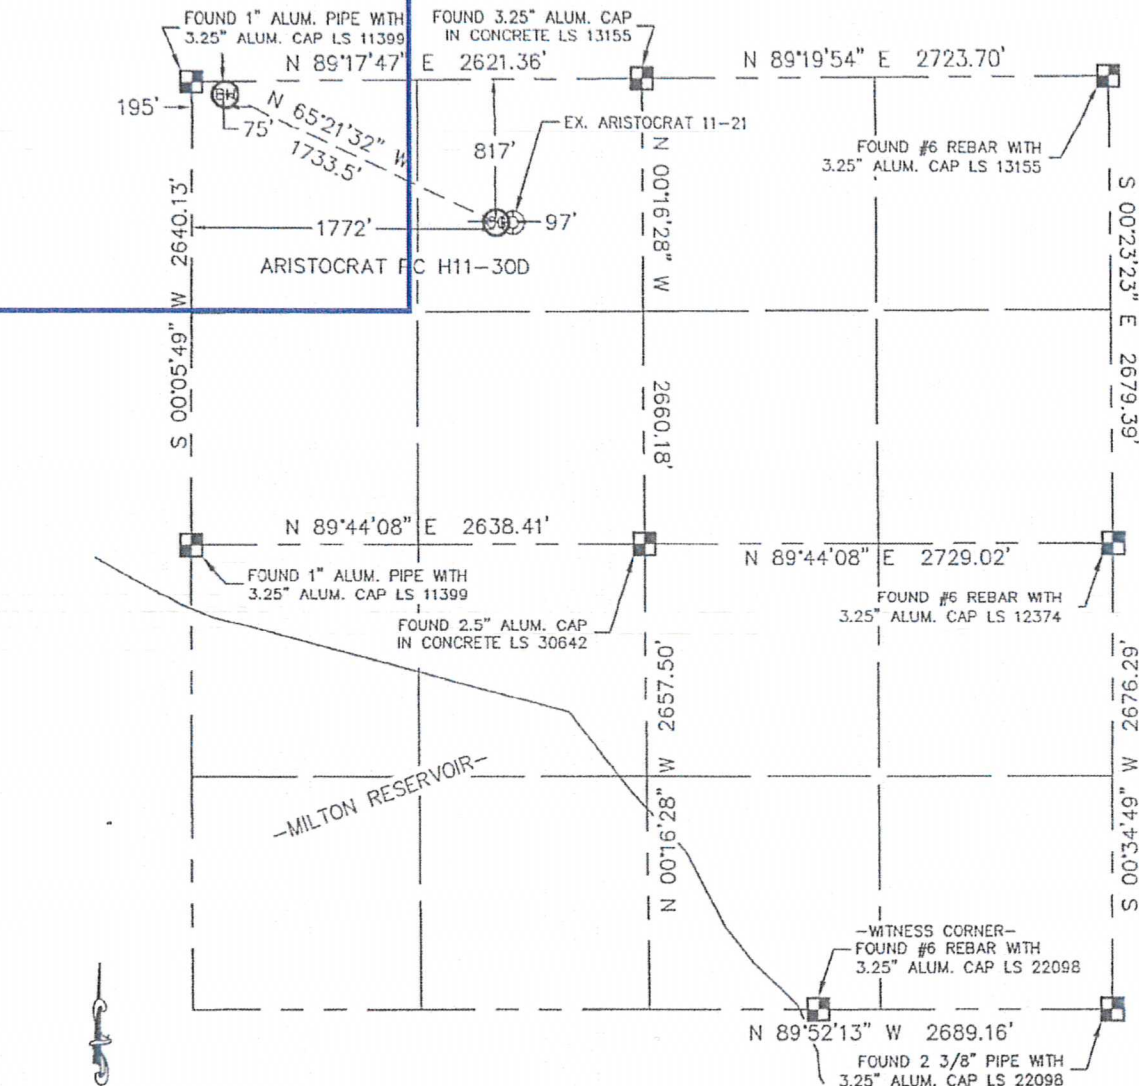 FOUND 1" ALUM. PIPE WITH
3.25" ALUM. CAP LS 11399
FOUND 3.25" ALUM. CAP
IN CONCRETE LS 13155
N 89°17'47" E 2621.36'
N 89°19'54" E 2723.70'
195'
BH
75'
N 65°21'32" W
1733.5'
817'
EX. ARISTOCRAT 11-21
FOUND #6 REBAR WITH
3.25" ALUM. CAP LS 13155
1772'
97'
ARISTOCRAT PC H11-30D
S 00°05'49" W 2640.13'
N 00°16'28" W 2660.18'
S 00°23'23" E 2679.39'
N 89°44'08" E 2638.41'
N 89°44'08" E 2729.02'
FOUND 1" ALUM. PIPE WITH
3.25" ALUM. CAP LS 11399
FOUND 2.5" ALUM. CAP
IN CONCRETE LS 30642
FOUND #6 REBAR WITH
3.25" ALUM. CAP LS 12374
-MILTON RESERVOIR-
N 00°16'28" W 2657.50'
S 00°34'49" W 2676.29'
-WITNESS CORNER-
FOUND #6 REBAR WITH
3.25" ALUM. CAP LS 22098
N 89°52'13" W 2689.16'
FOUND 2 3/8" PIPE WITH
3.25" ALUM. CAP LS 22098